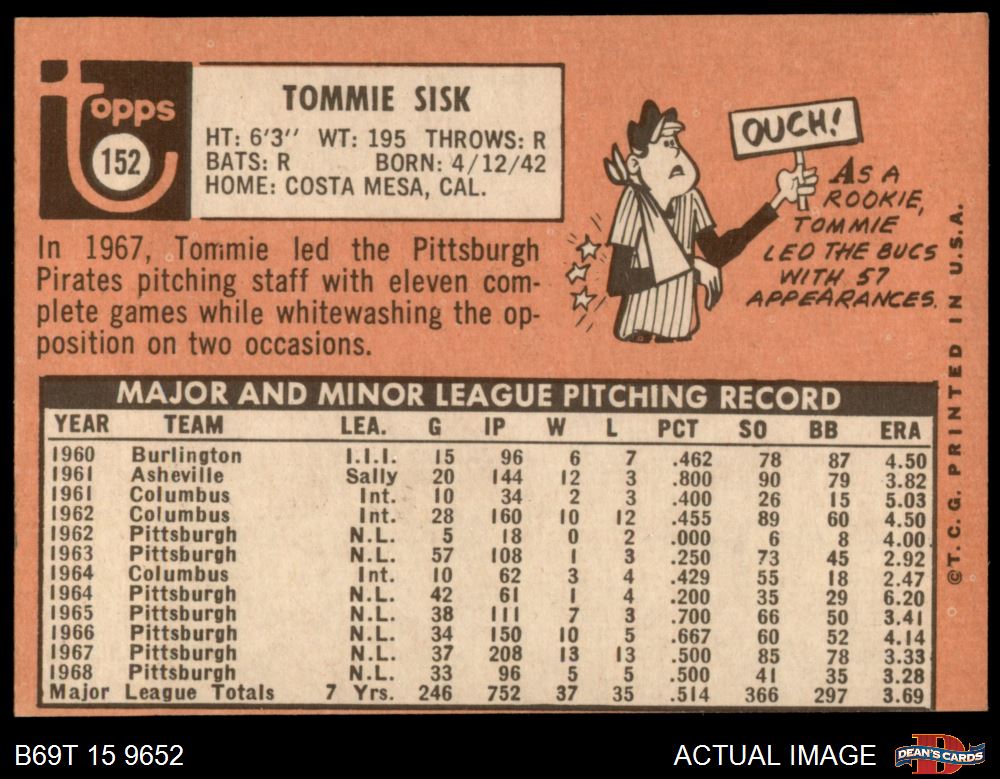 topps
152
TOMMIE SISK
HT: 6'3'' WT: 195 THROWS: R
BATS: R BORN: 4/12/42
HOME: COSTA MESA, CAL.
In 1967, Tommie led the Pittsburgh
Pirates pitching staff with eleven com-
plete games while whitewashing the op-
position on two occasions.
OUCH!
AS A
ROOKIE,
TOMMIE
LED THE BUCS
WITH 57
APPEARANCES.
MAJOR AND MINOR LEAGUE PITCHING RECORD
YEAR TEAM LEA. G IP W L PCT SO BB ERA
1960 Burlington I.I.I. 15 96 6 7 .462 78 87 4.50
1961 Asheville Sally 20 144 12 3 .800 90 79 3.82
1961 Columbus Int. 10 34 2 3 .400 26 15 5.03
1962 Columbus Int. 28 160 10 12 .455 89 60 4.50
1962 Pittsburgh N.L. 5 18 0 2 .000 6 8 4.00
1963 Pittsburgh N.L. 57 108 1 3 .250 73 45 2.92
1964 Columbus Int. 10 62 3 4 .429 55 18 2.47
1964 Pittsburgh N.L. 42 61 1 4 .200 35 29 6.20
1965 Pittsburgh N.L. 38 111 7 3 .700 66 50 3.41
1966 Pittsburgh N.L. 34 150 10 5 .667 60 52 4.14
1967 Pittsburgh N.L. 37 208 13 13 .500 85 78 3.33
1968 Pittsburgh N.L. 33 96 5 5 .500 41 35 3.28
Major League Totals 7 Yrs. 246 752 37 35 .514 366 297 3.69
©T.C.G. PRINTED IN U.S.A.
B69T 15 9652
ACTUAL IMAGE
DEAN'S CARDS